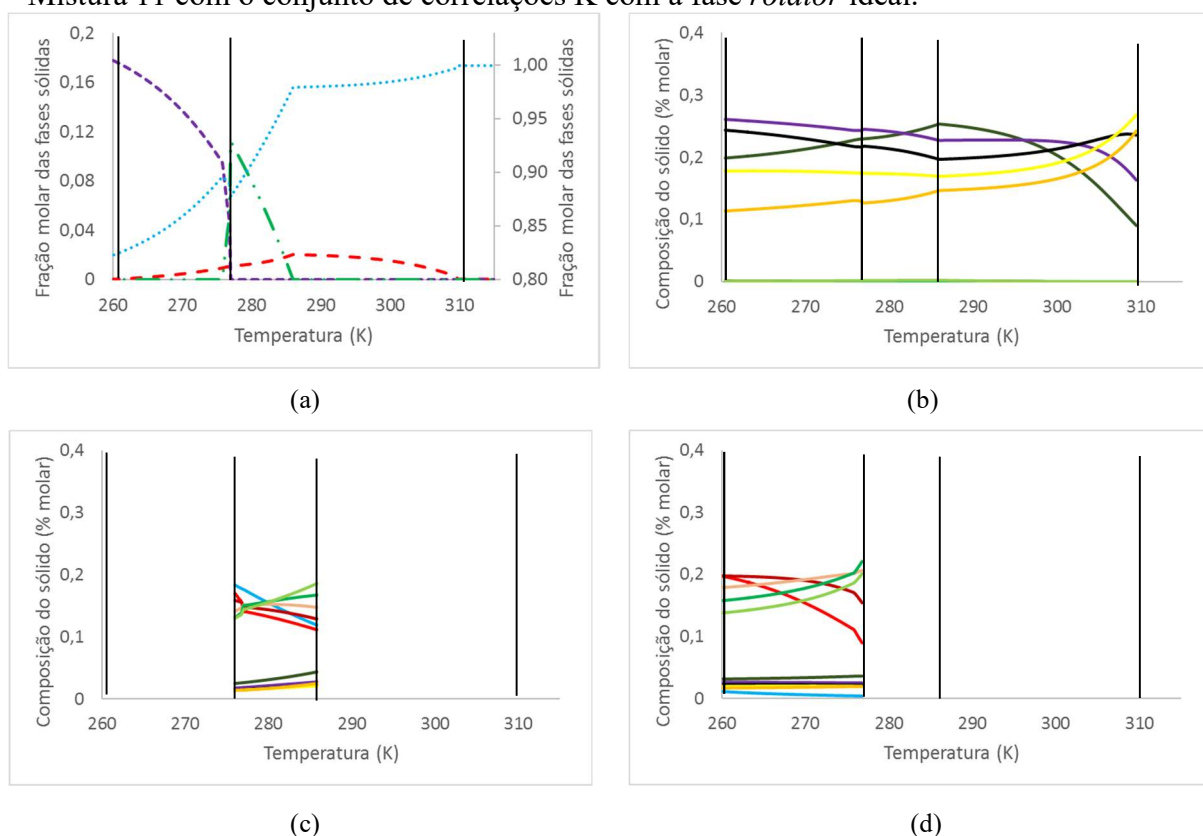 Mistura 11 com o conjunto de correlações K com a fase rotator ideal.
0,2
0,16
0,12
0,08
0,04
0
1,00
0,95
0,90
0,85
0,80
260 270 280 290 300 310
Temperatura (K)
Fração molar das fases sólidas
Fração molar das fases sólidas
(a)
0,4
0,3
0,2
0,1
0
260 270 280 290 300 310
Temperatura (K)
Composição do sólido (% molar)
(b)
0,4
0,3
0,2
0,1
0
260 270 280 290 300 310
Temperatura (K)
Composição do sólido (% molar)
(c)
0,4
0,3
0,2
0,1
0
260 270 280 290 300 310
Temperatura (K)
Composição do sólido (% molar)
(d)